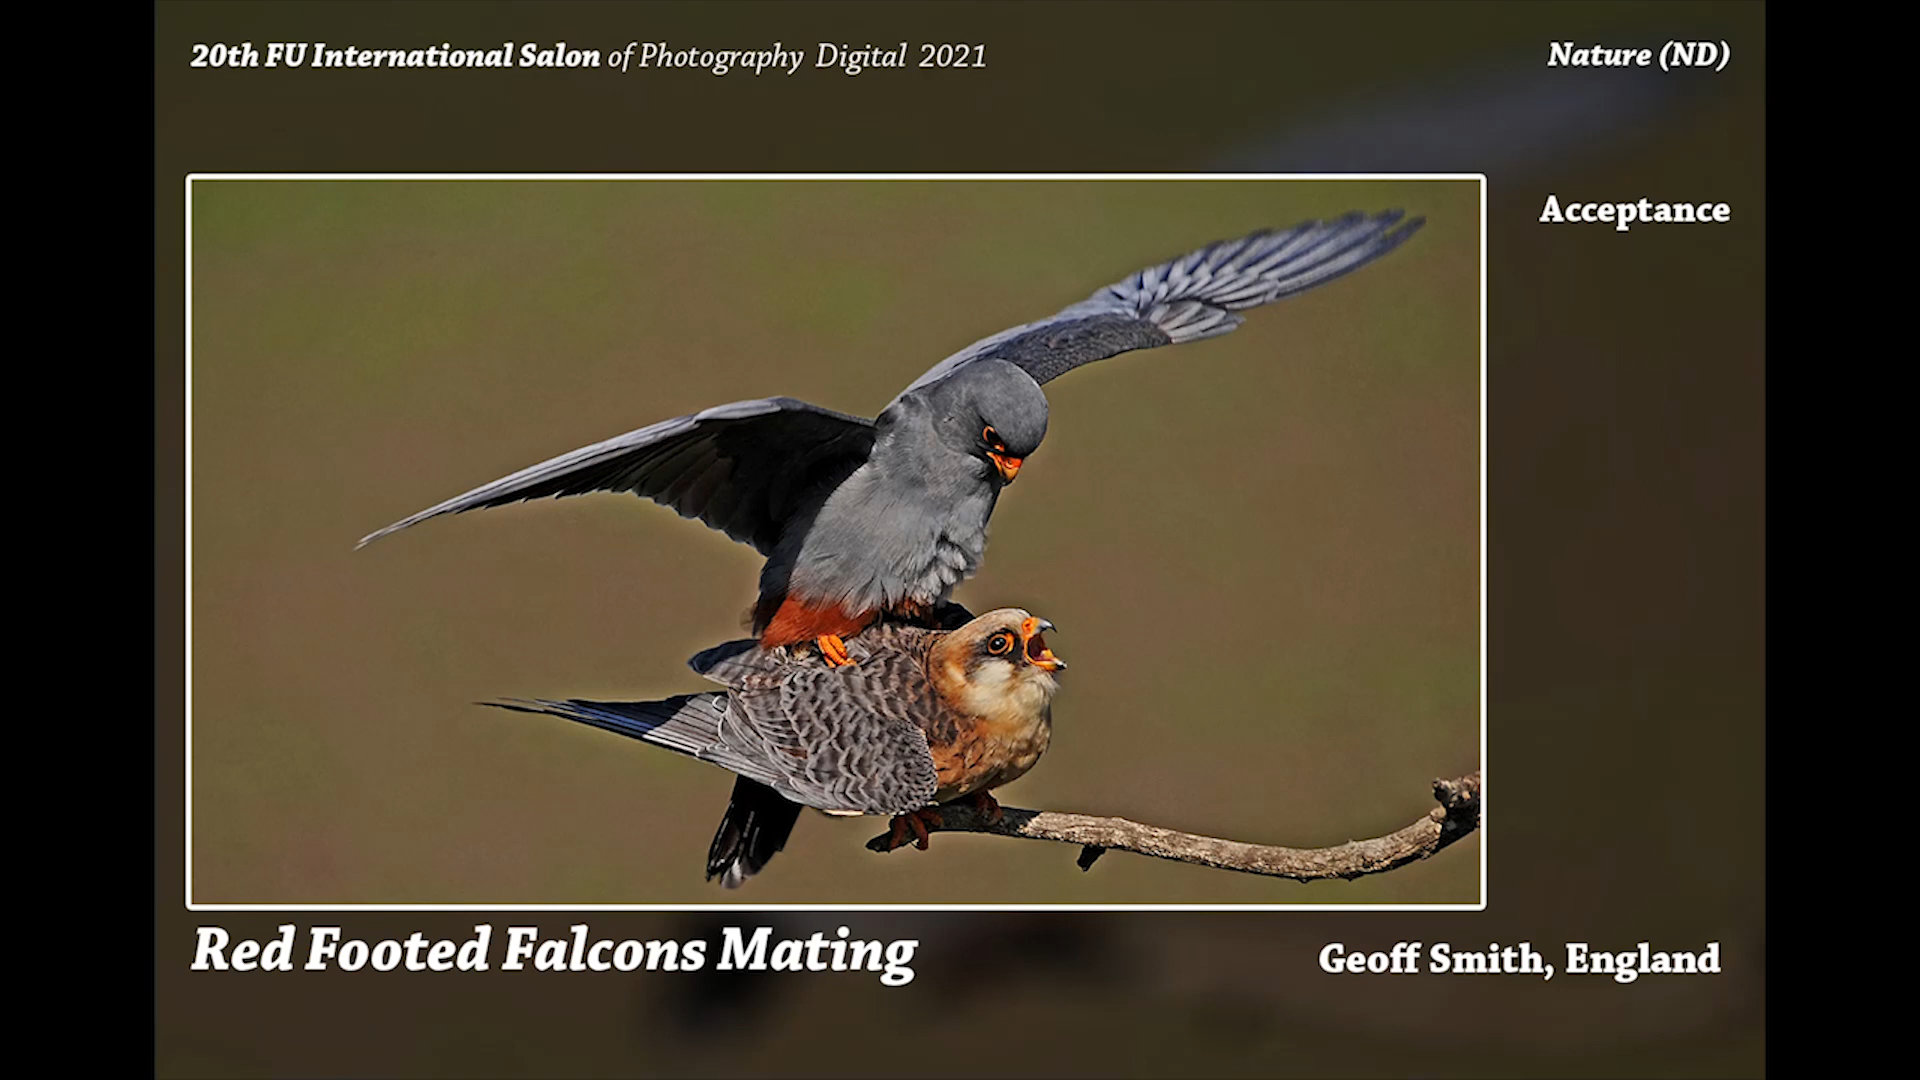 20th FU International Salon of Photography Digital 2021
Nature (ND)
Acceptance
Red Footed Falcons Mating
Geoff Smith, England